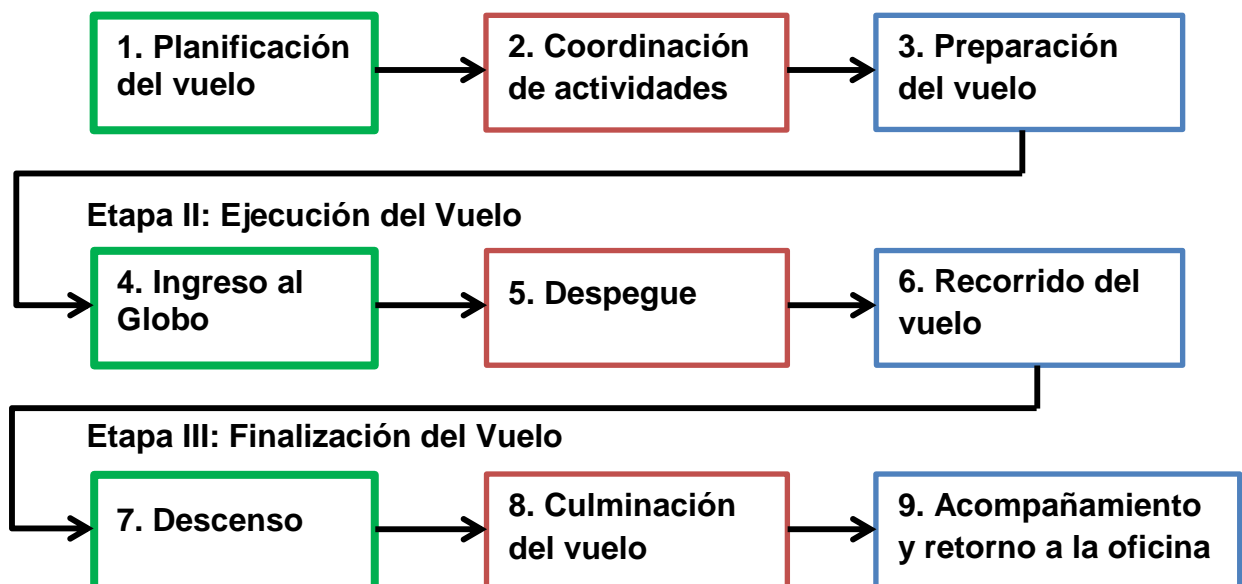 1. Planificación
del vuelo
2. Coordinación
de actividades
3. Preparación
del vuelo
Etapa II: Ejecución del Vuelo
4. Ingreso al
Globo
5. Despegue
6. Recorrido del
vuelo
Etapa III: Finalización del Vuelo
7. Descenso
8. Culminación
del vuelo
9. Acompañamiento
y retorno a la oficina